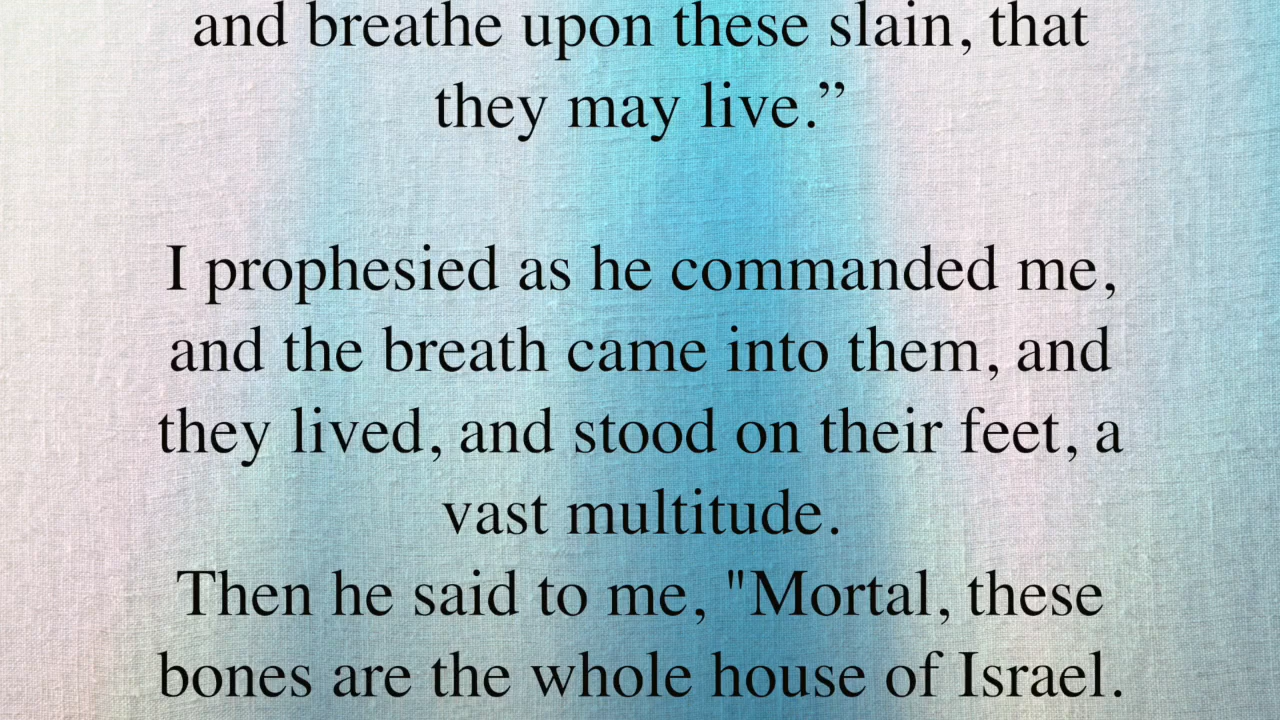 and breathe upon these slain, that
they may live.”
I prophesied as he commanded me,
and the breath came into them, and
they lived, and stood on their feet, a
vast multitude.
Then he said to me, "Mortal, these
bones are the whole house of Israel.